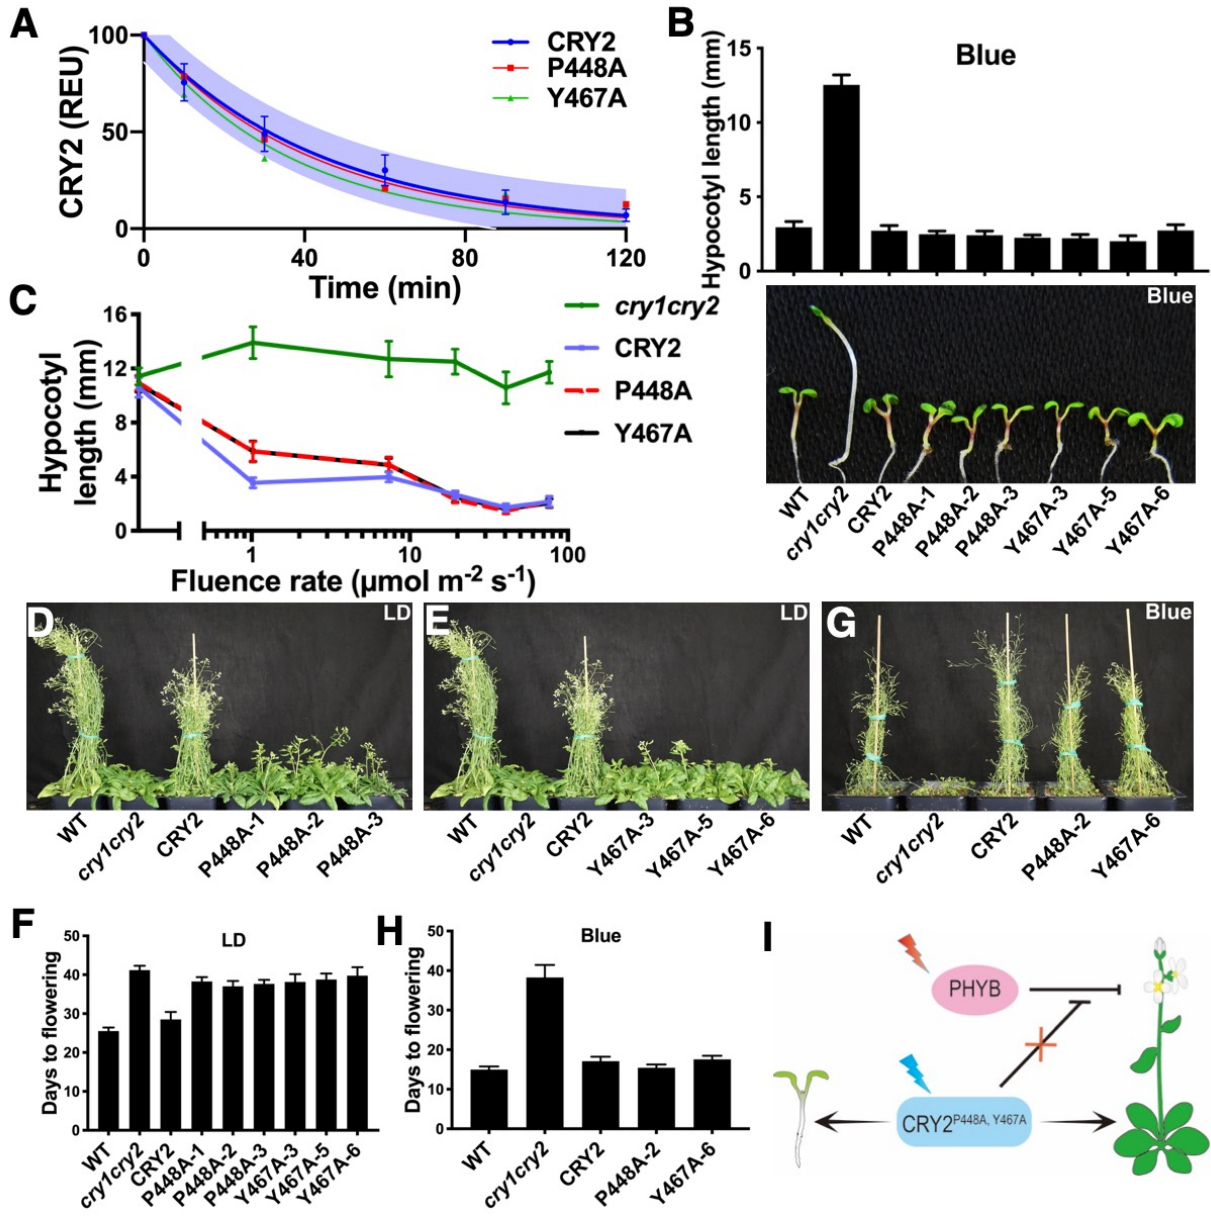 A
CRY2 (REU)
100
50
0
0
40
80
120
Time (min)
CRY2
P448A
Y467A
B
Hypocotyl length (mm)
15
10
5
0
Blue
Blue
WT
cry1cry2
CRY2
P448A-1
P448A-2
P448A-3
Y467A-3
Y467A-5
Y467A-6
C
Hypocotyl
length (mm)
16
12
8
4
0
1
10
100
Fluence rate (µmol m⁻² s⁻¹)
cry1cry2
CRY2
P448A
Y467A
D
LD
WT
cry1cry2
CRY2
P448A-1
P448A-2
P448A-3
E
LD
WT
cry1cry2
CRY2
Y467A-3
Y467A-5
Y467A-6
G
Blue
WT
cry1cry2
CRY2
P448A-2
Y467A-6
F
LD
Days to flowering
50
40
30
20
10
0
WT
cry1cry2
CRY2
P448A-1
P448A-2
P448A-3
Y467A-3
Y467A-5
Y467A-6
H
Blue
Days to flowering
50
40
30
20
10
0
WT
cry1cry2
CRY2
P448A-2
Y467A-6
I
PHYB
CRY2P448A, Y467A